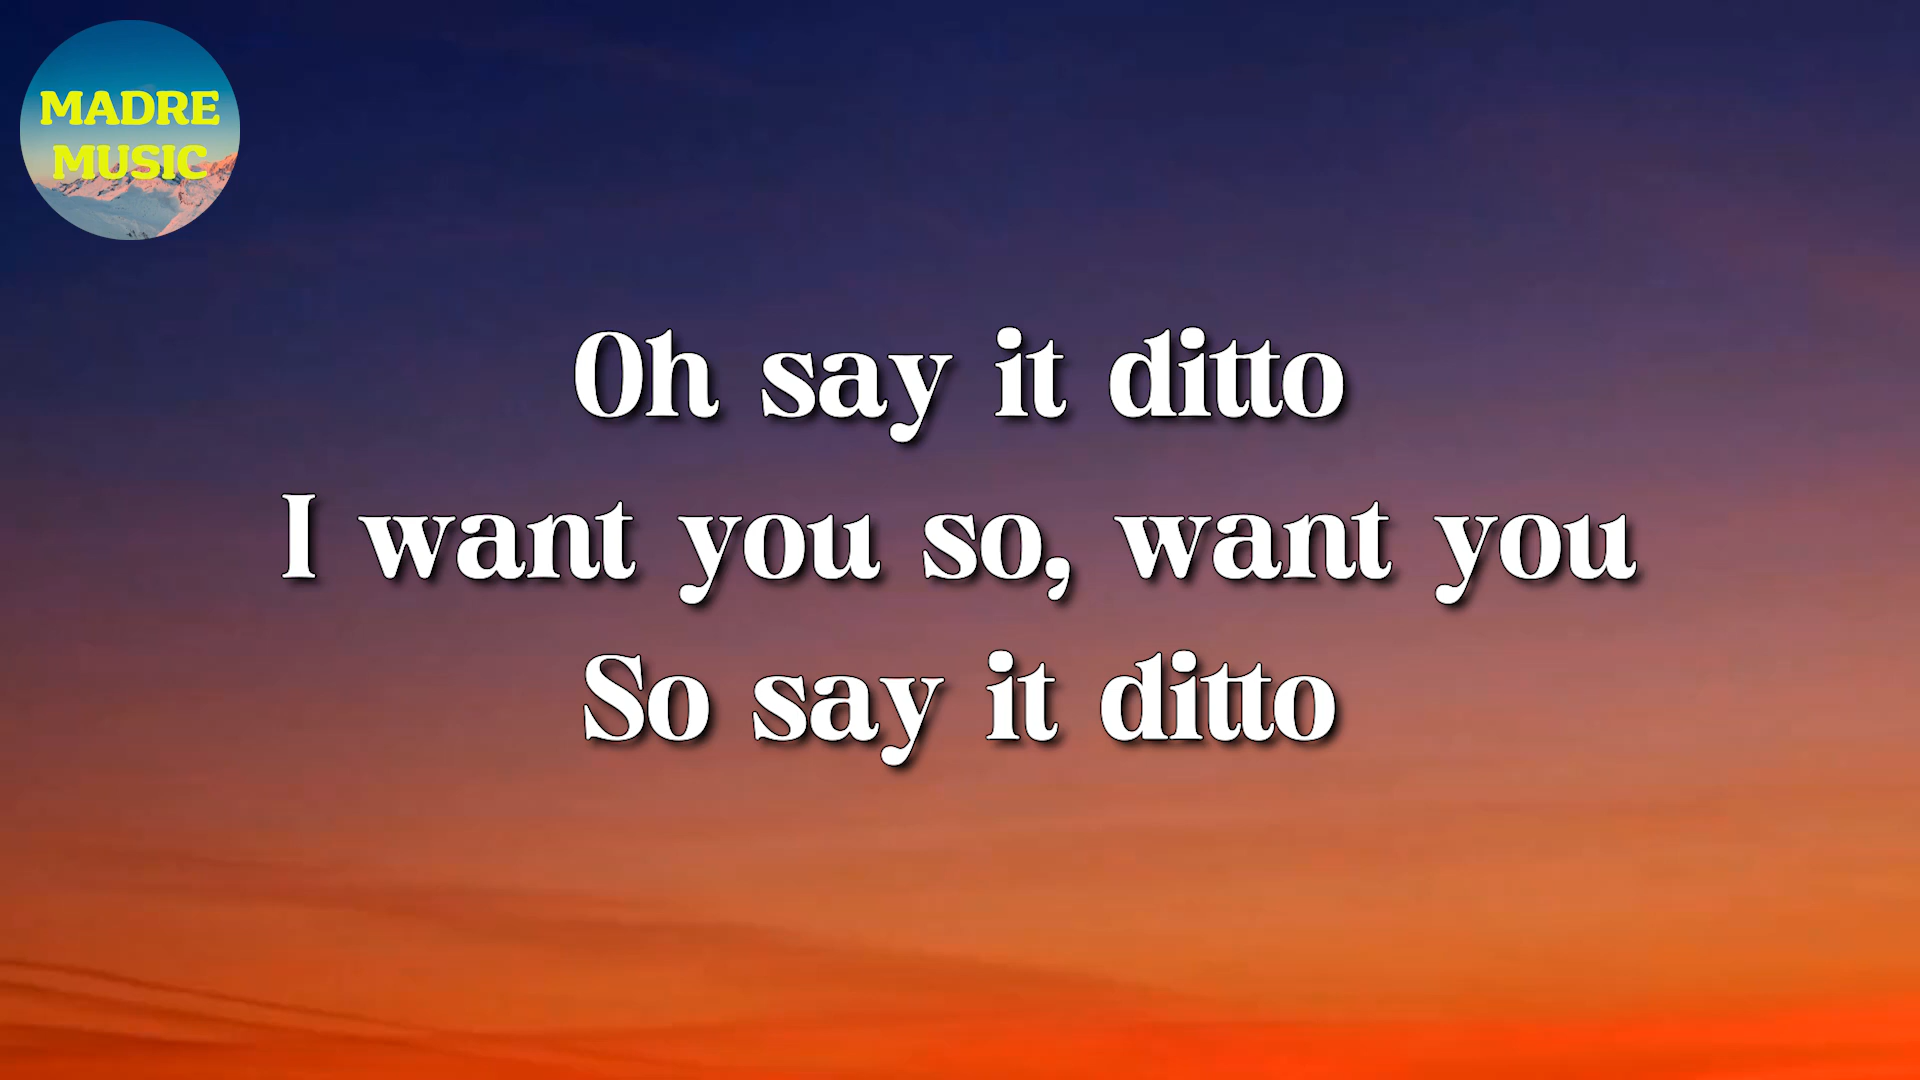 MADRE
MUSIC
Oh say it ditto
I want you so, want you
So say it ditto